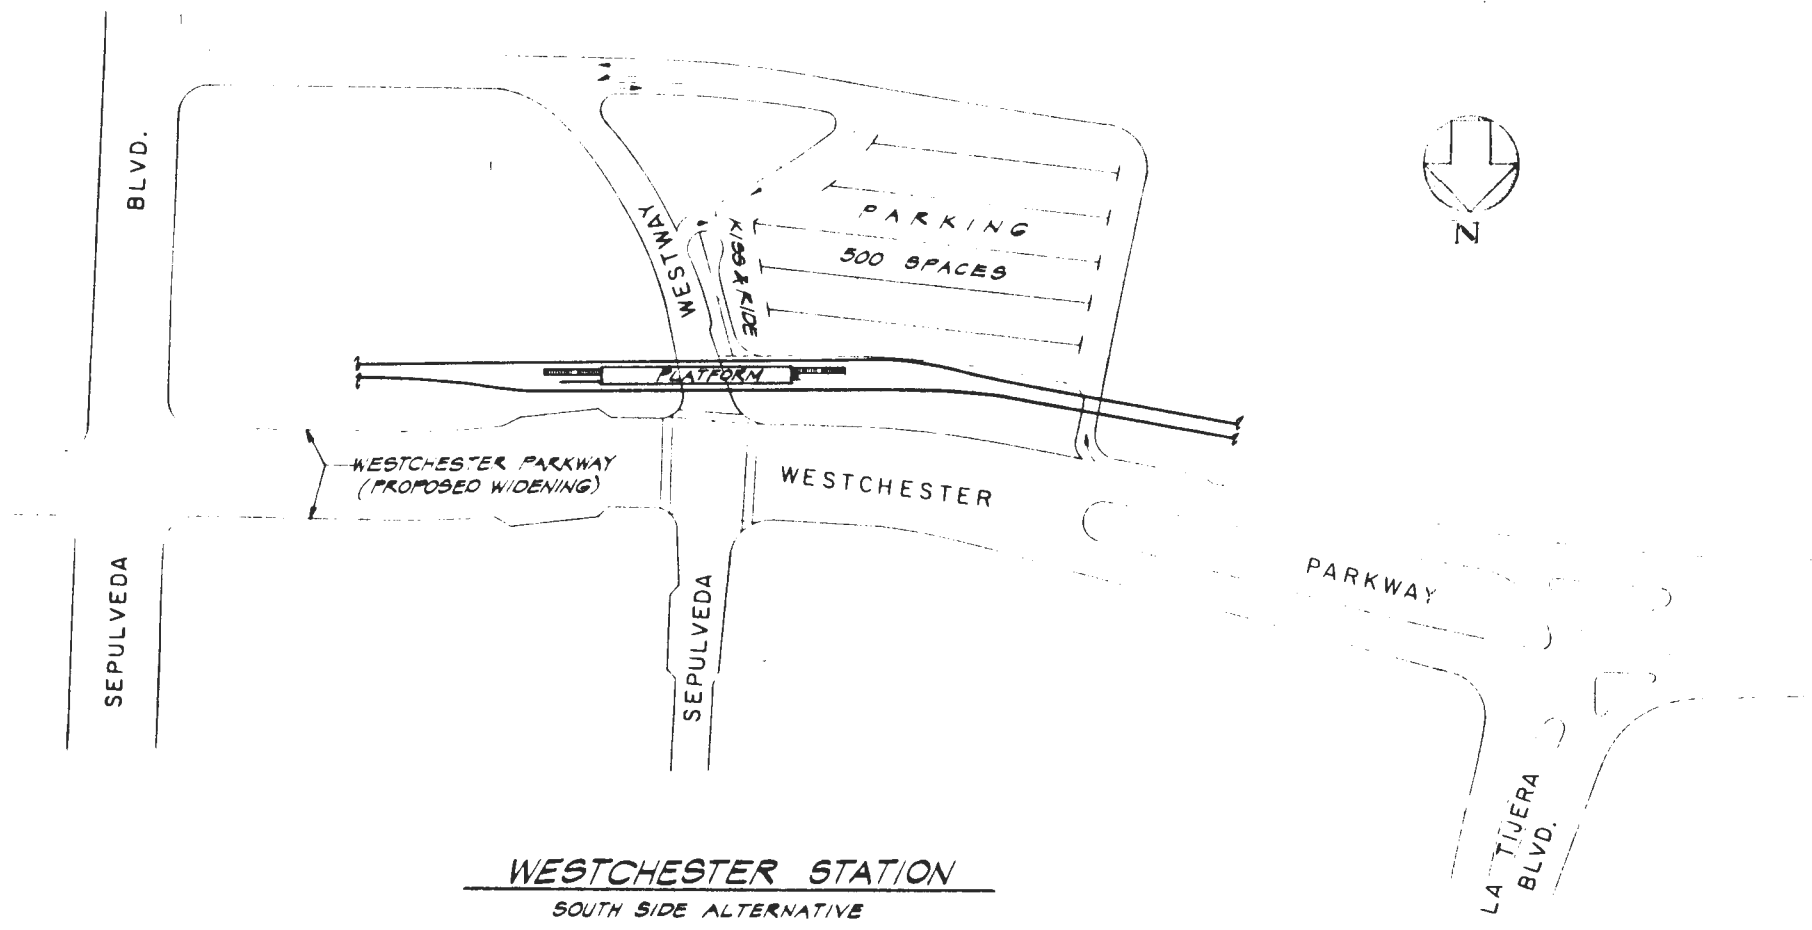 BLVD.
WESTWAY
KISS & RIDE
PARKING
500 SPACES
N
PLATFORM
WESTCHESTER PARKWAY
(PROPOSED WIDENING)
WESTCHESTER
PARKWAY
SEPULVEDA
SEPULVEDA
LA TIJERA
BLVD.
WESTCHESTER STATION
SOUTH SIDE ALTERNATIVE